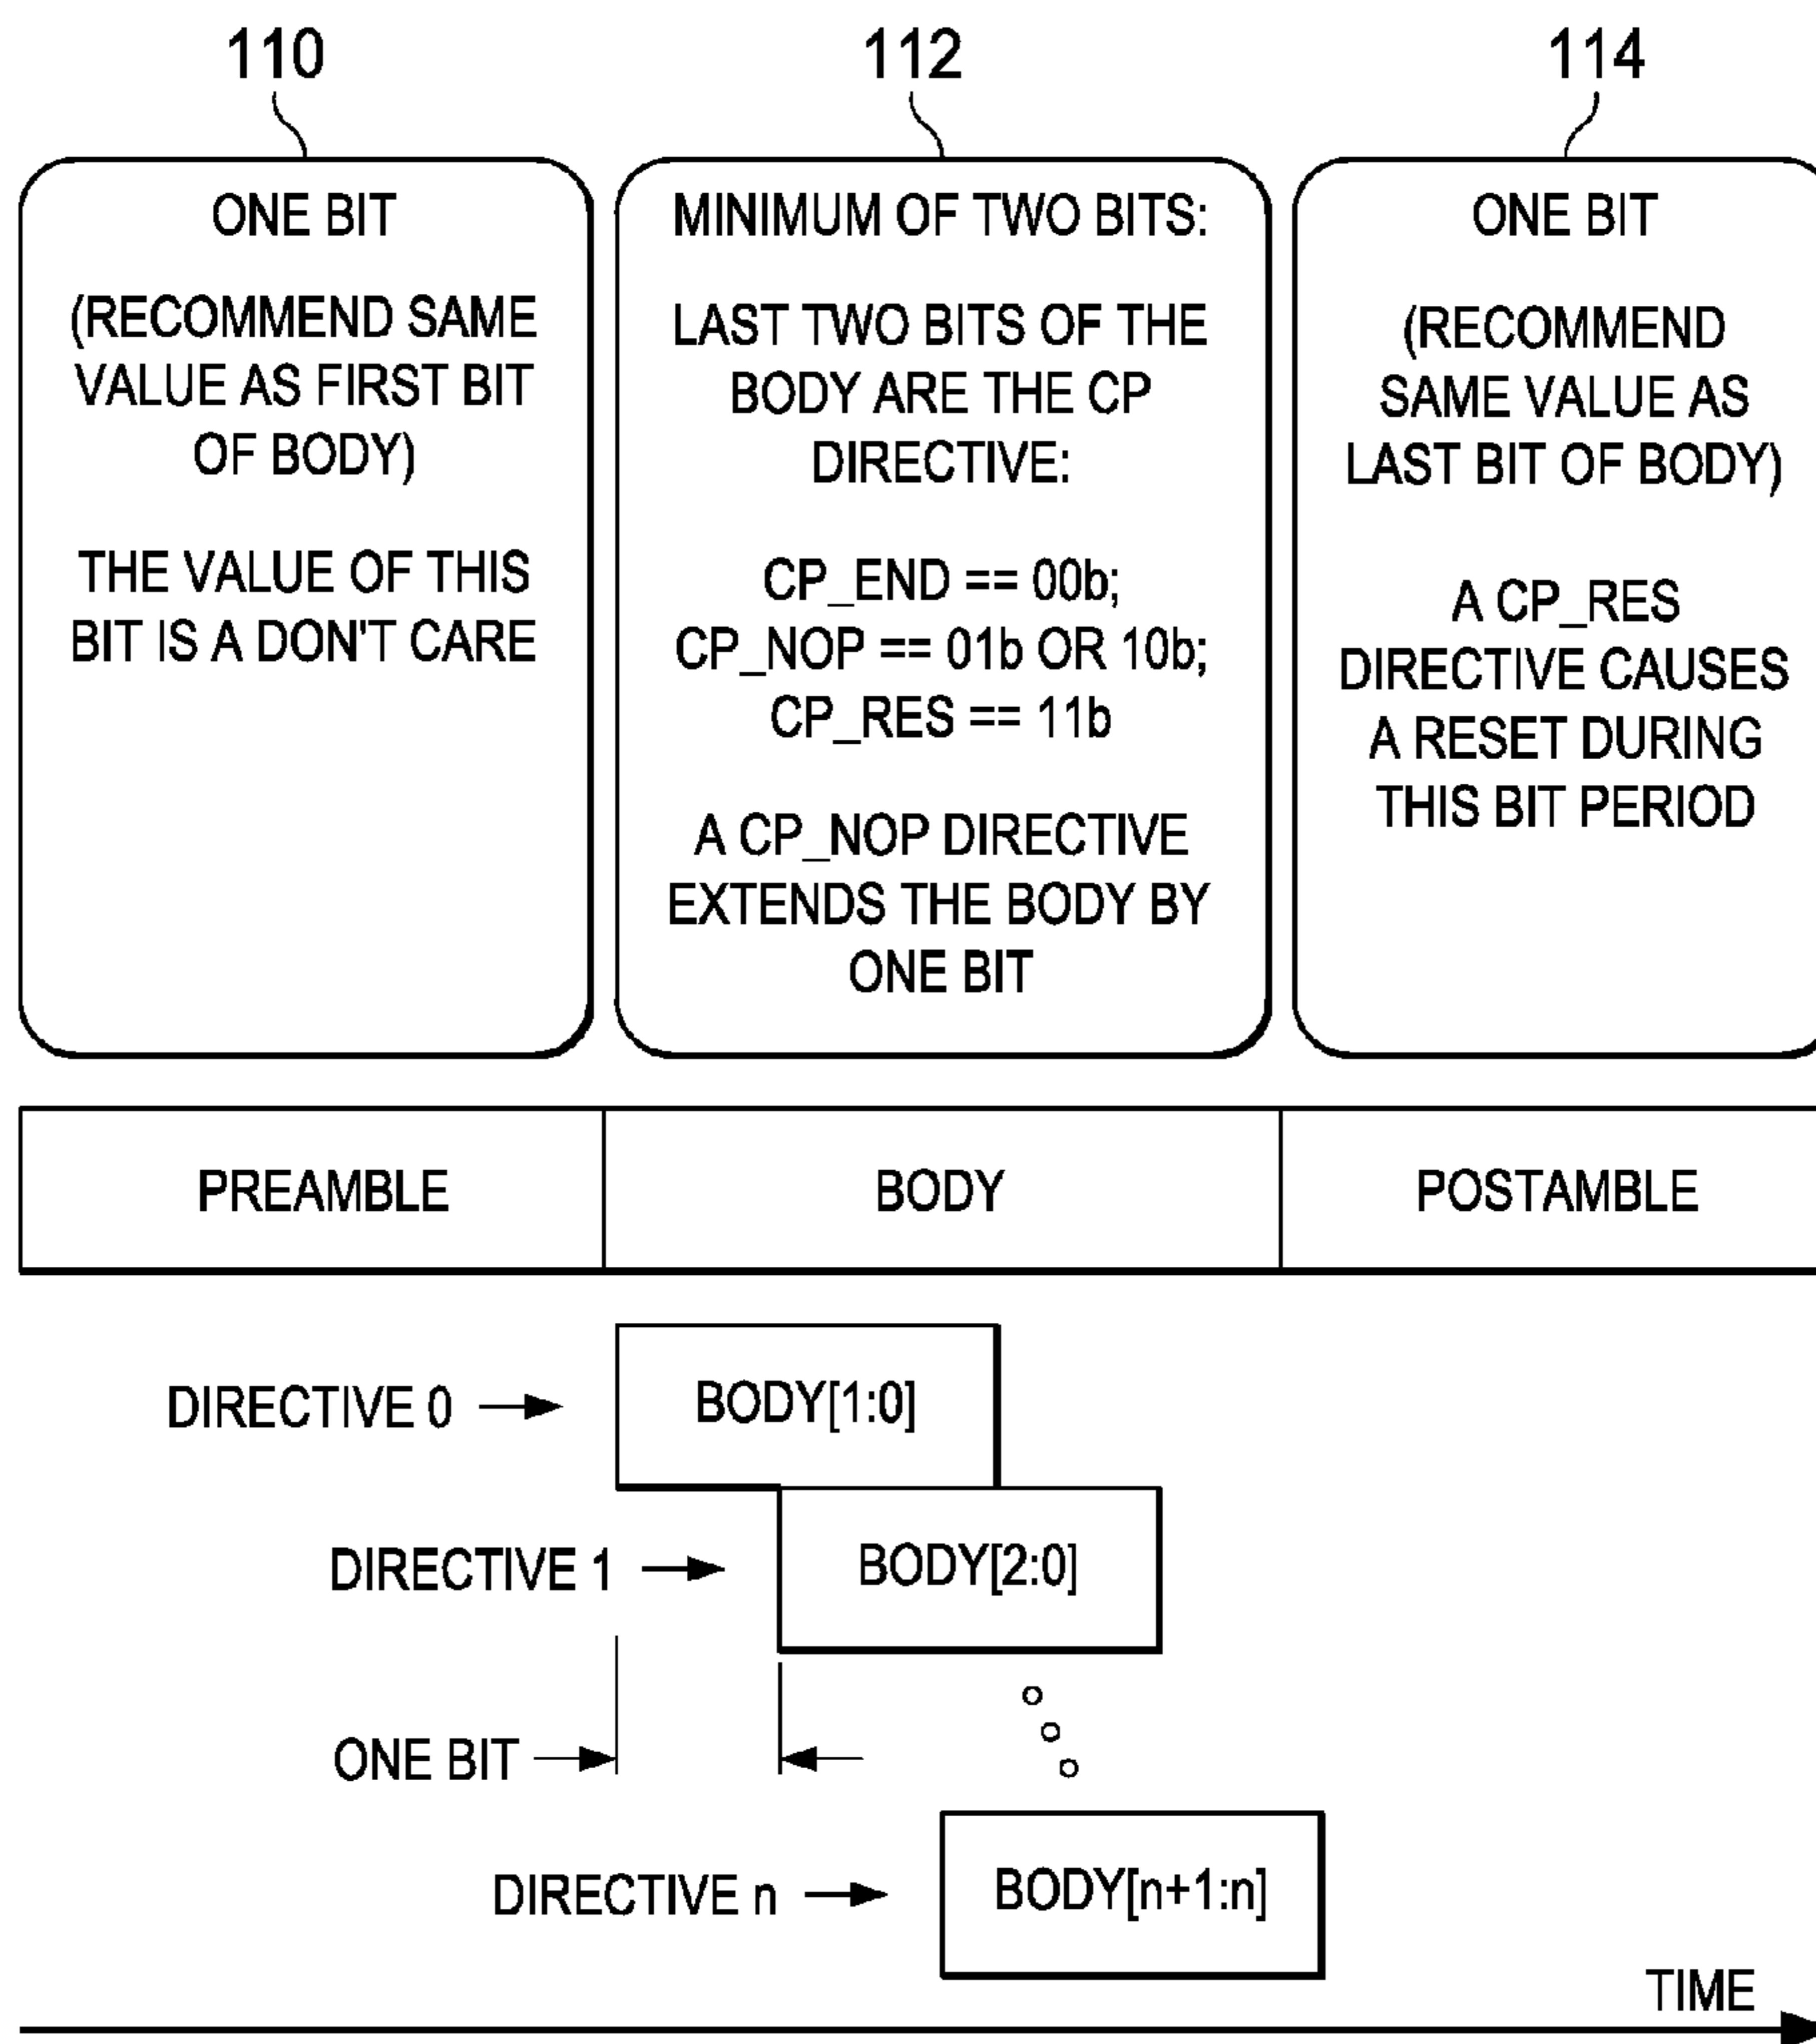 110
112
114
ONE BIT
(RECOMMEND SAME
VALUE AS FIRST BIT
OF BODY)
THE VALUE OF THIS
BIT IS A DON'T CARE
MINIMUM OF TWO BITS:
LAST TWO BITS OF THE
BODY ARE THE CP
DIRECTIVE:
CP_END == 00b;
CP_NOP == 01b OR 10b;
CP_RES == 11b
A CP_NOP DIRECTIVE
EXTENDS THE BODY BY
ONE BIT
ONE BIT
(RECOMMEND
SAME VALUE AS
LAST BIT OF BODY)
A CP_RES
DIRECTIVE CAUSES
A RESET DURING
THIS BIT PERIOD
PREAMBLE
BODY
POSTAMBLE
DIRECTIVE 0
BODY[1:0]
DIRECTIVE 1
BODY[2:0]
ONE BIT
DIRECTIVE n
BODY[n+1:n]
TIME